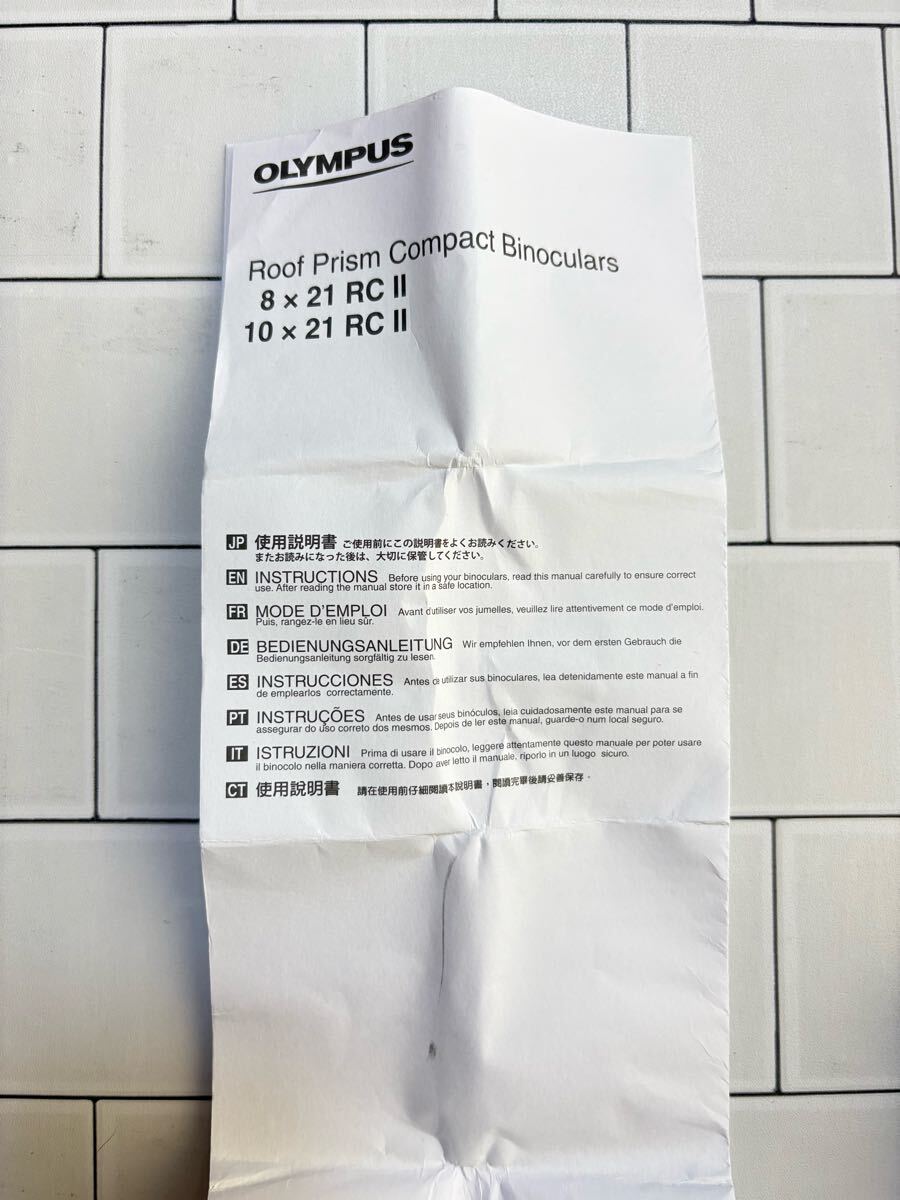 OLYMPUS
Roof Prism Compact Binoculars
8 × 21 RC II
10 × 21 RC II
JP 使用説明書 ご使用前にこの説明書をよくお読みください。
またお読みになった後は、大切に保管してください。
EN INSTRUCTIONS Before using your binoculars, read this manual carefully to ensure correct
use. After reading the manual store it in a safe location.
FR MODE D'EMPLOI Avant d'utiliser vos jumelles, veuillez lire attentivement ce mode d'emploi.
Puis, rangez-le en lieu sûr.
DE BEDIENUNGSANLEITUNG Wir empfehlen Ihnen, vor dem ersten Gebrauch die
Bedienungsanleitung sorgfältig zu lesen.
ES INSTRUCCIONES Antes de utilizar sus binoculares, lea detenidamente este manual a fin
de emplearlos correctamente.
PT INSTRUÇÕES Antes de usar seus binóculos, leia cuidadosamente este manual para se
assegurar do uso correto dos mesmos. Depois de ler este manual, guarde-o num local seguro.
IT ISTRUZIONI Prima di usare il binocolo, leggere attentamente questo manuale per poter usare
il binocolo nella maniera corretta. Dopo aver letto il manuale, riporlo in un luogo sicuro.
CT 使用說明書 請在使用前仔細閱讀本說明書，閱讀完畢後請妥善保存。